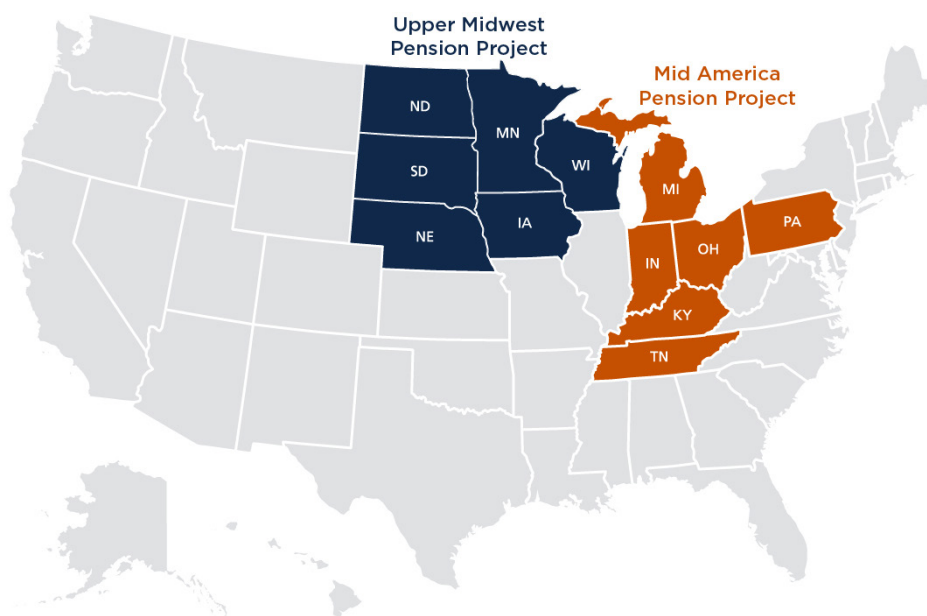 Upper Midwest
Pension Project
Mid America
Pension Project
ND
MN
SD
WI
MI
NE
IA
PA
IN
OH
KY
TN